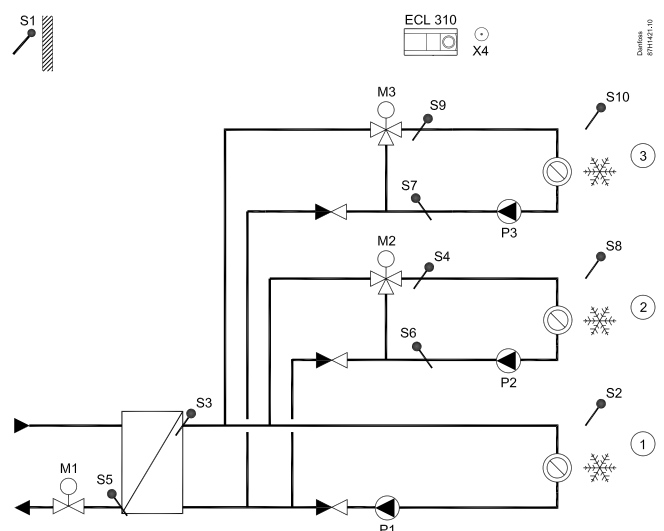 S1
ECL 310
X4
Danfoss
87H1421.10
M3
S9
S10
3
S7
P3
M2
S4
S8
2
S6
P2
S3
S2
1
M1
S5
P1